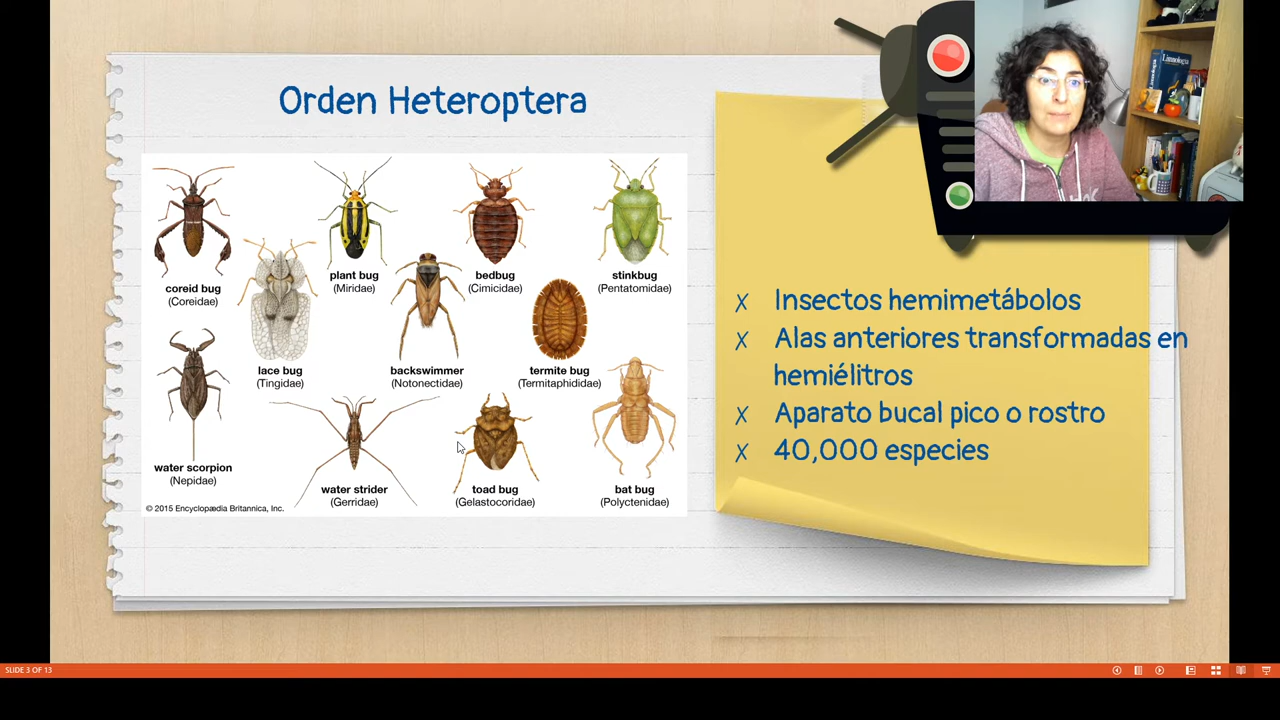 Orden Heteroptera
coreid bug
(Coreidae)
plant bug
(Miridae)
bedbug
(Cimicidae)
stinkbug
(Pentatomidae)
lace bug
(Tingidae)
backswimmer
(Notonectidae)
termite bug
(Termitaphididae)
water scorpion
(Nepidae)
water strider
(Gerridae)
toad bug
(Gelastocoridae)
bat bug
(Polyctenidae)
© 2015 Encyclopædia Britannica, Inc.
X Insectos hemimetábolos
X Alas anteriores transformadas en
hemiélitros
X Aparato bucal pico o rostro
X 40,000 especies
Limnología
SLIDE 3 OF 13